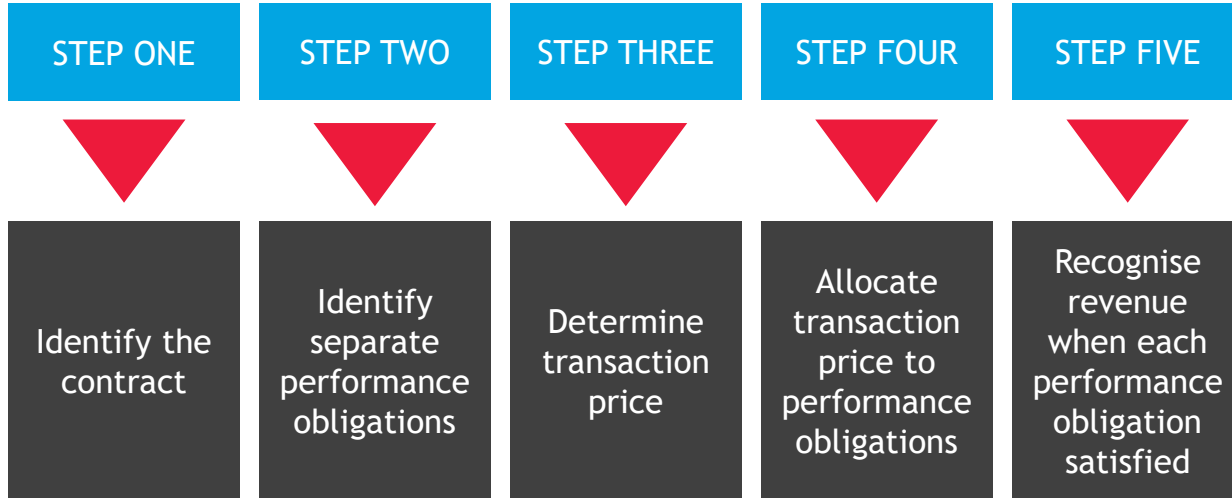 STEP ONE
STEP TWO
STEP THREE
STEP FOUR
STEP FIVE
Identify the
contract
Identify
separate
performance
obligations
Determine
transaction
price
Allocate
transaction
price to
performance
obligations
Recognise
revenue
when each
performance
obligation
satisfied